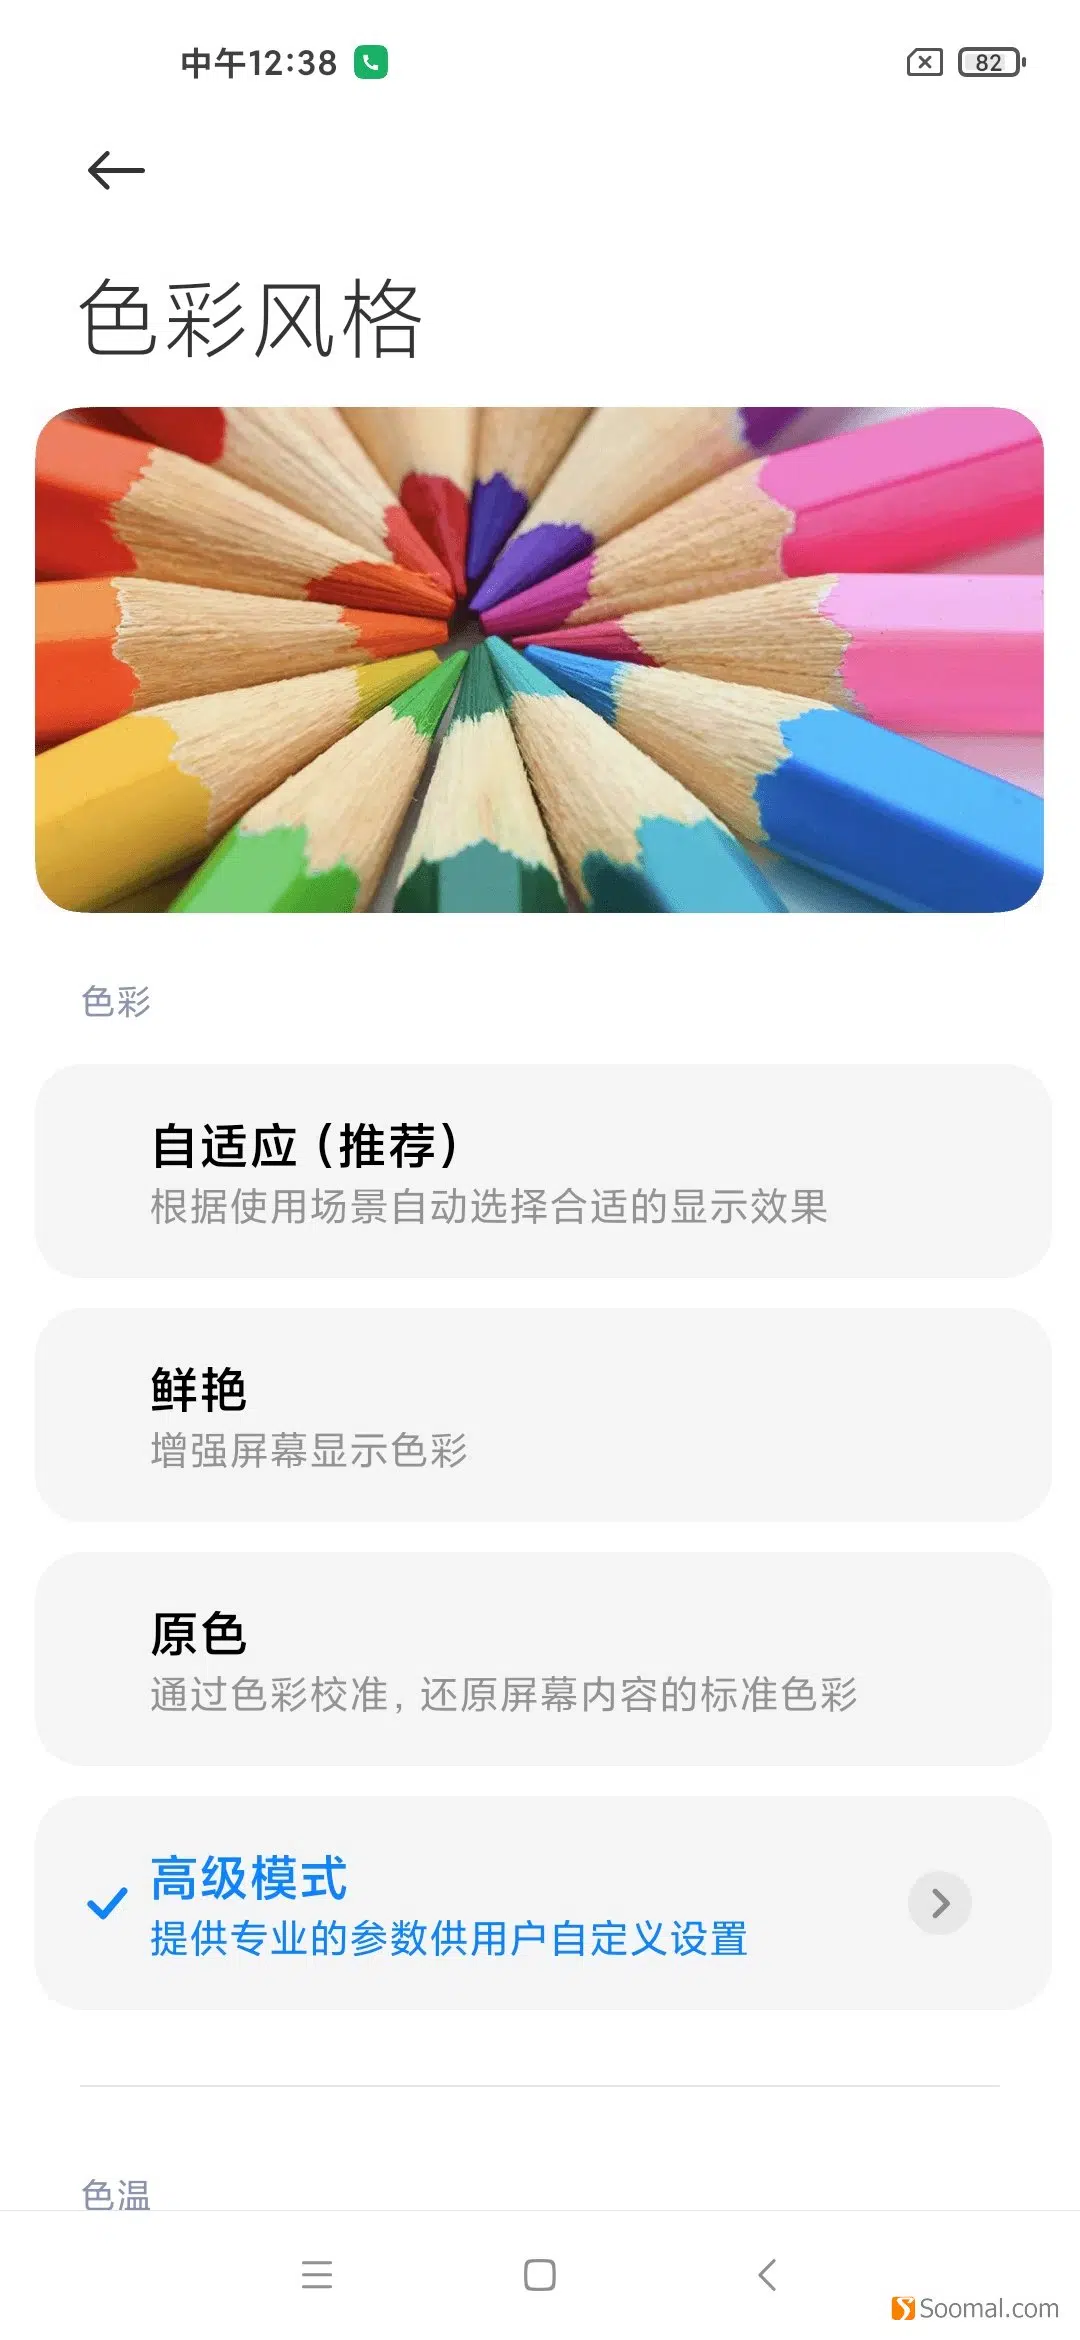 中午12:38
82
色彩风格
色彩
自适应（推荐）
根据使用场景自动选择合适的显示效果
鲜艳
增强屏幕显示色彩
原色
通过色彩校准，还原屏幕内容的标准色彩
高级模式
提供专业的参数供用户自定义设置
色温
Soomal.com